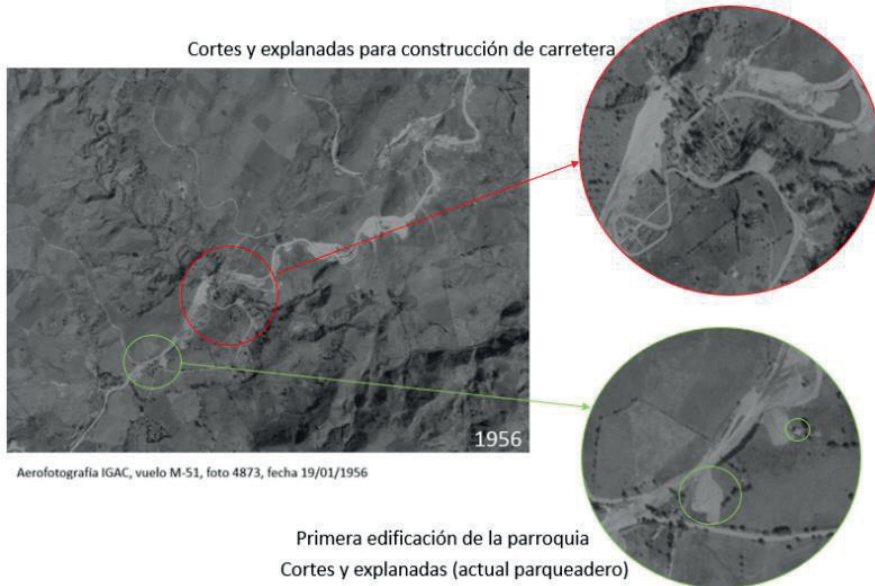 Cortes y explanadas para construcción de carretera
1956
Aerofotografía IGAC, vuelo M-51, foto 4873, fecha 19/01/1956
Primera edificación de la parroquia
Cortes y explanadas (actual parqueadero)